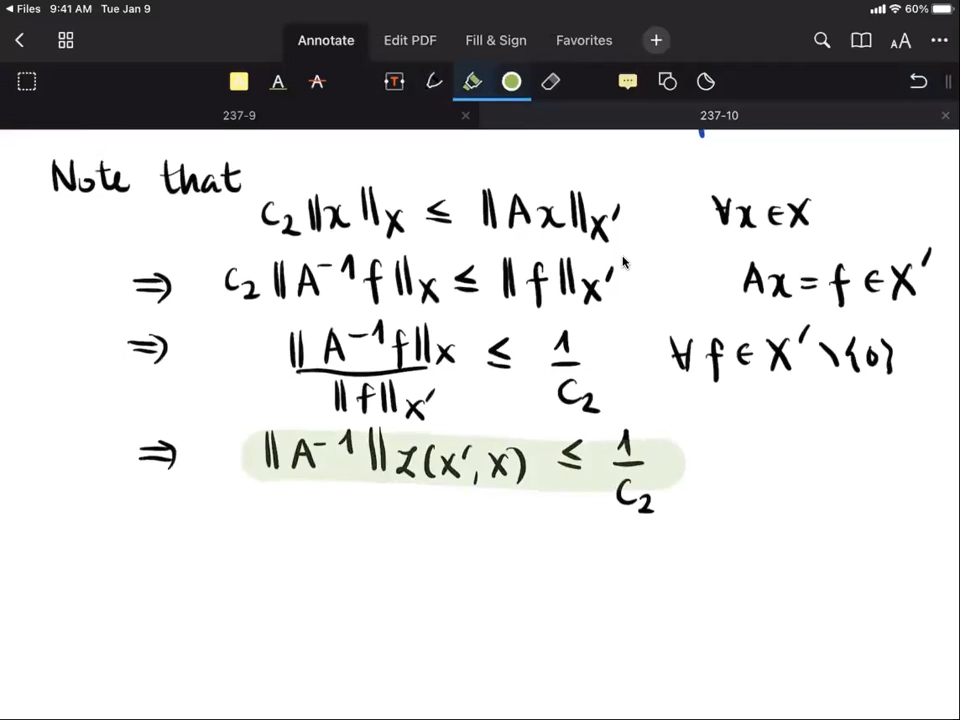 Files 9:41 AM Tue Jan 9 60%
Annotate Edit PDF Fill & Sign Favorites
237-9 237-10
Note that
c₂‖x‖_X ≤ ‖Ax‖_X′ ∀x∈X
⇒ c₂‖A⁻¹f‖_X ≤ ‖f‖_X′ Ax = f ∈ X′
⇒ ‖A⁻¹f‖_X / ‖f‖_X′ ≤ 1/c₂ ∀f∈X′\{0}
⇒ ‖A⁻¹‖_ℒ(X′,X) ≤ 1/c₂